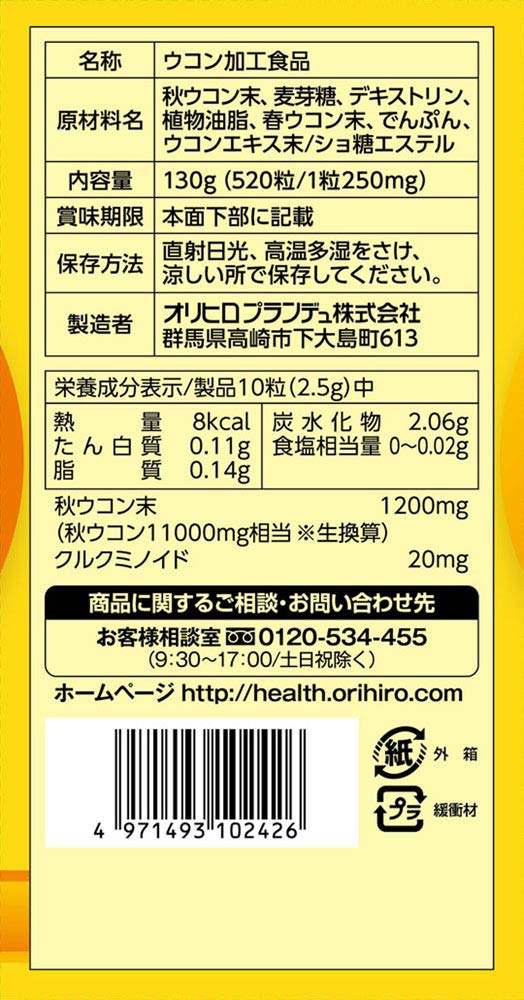 名称 ウコン加工食品
原材料名 秋ウコン末、麦芽糖、デキストリン、
植物油脂、春ウコン末、でんぷん、
ウコンエキス末/ショ糖エステル
内容量 130g（520粒/1粒250mg）
賞味期限 本面下部に記載
保存方法 直射日光、高温多湿をさけ、
涼しい所で保存してください。
製造者 オリヒロプランデュ株式会社
群馬県高崎市下大島町613
栄養成分表示/製品10粒(2.5g)中
熱量 8kcal 炭水化物 2.06g
たん白質 0.11g 食塩相当量 0〜0.02g
脂質 0.14g
秋ウコン末 1200mg
(秋ウコン11000mg相当 ※生換算)
クルクミノイド 20mg
商品に関するご相談・お問い合わせ先
お客様相談室 0120-534-455
(9:30〜17:00/土日祝除く)
ホームページ http://health.orihiro.com
紙 外箱
プラ 緩衝材
4 971493 102426